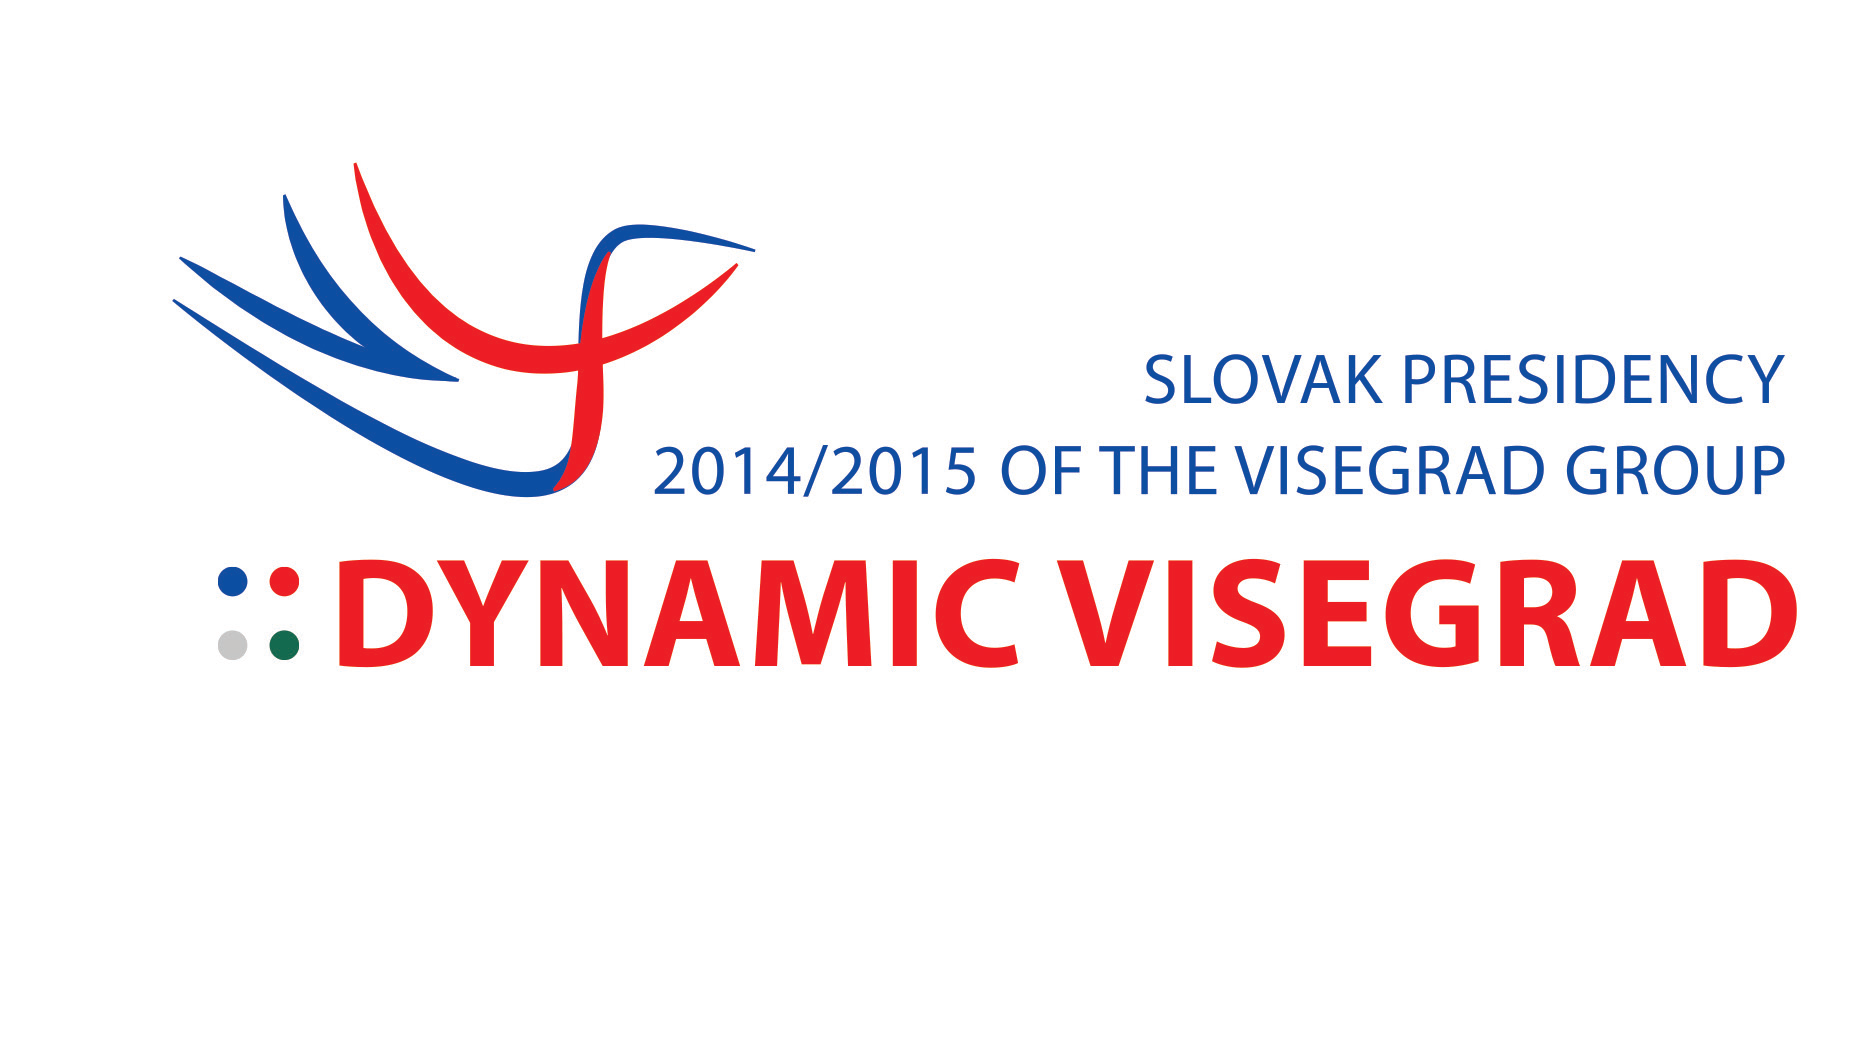 SLOVAK PRESIDENCY
2014/2015 OF THE VISEGRAD GROUP
DYNAMIC VISEGRAD